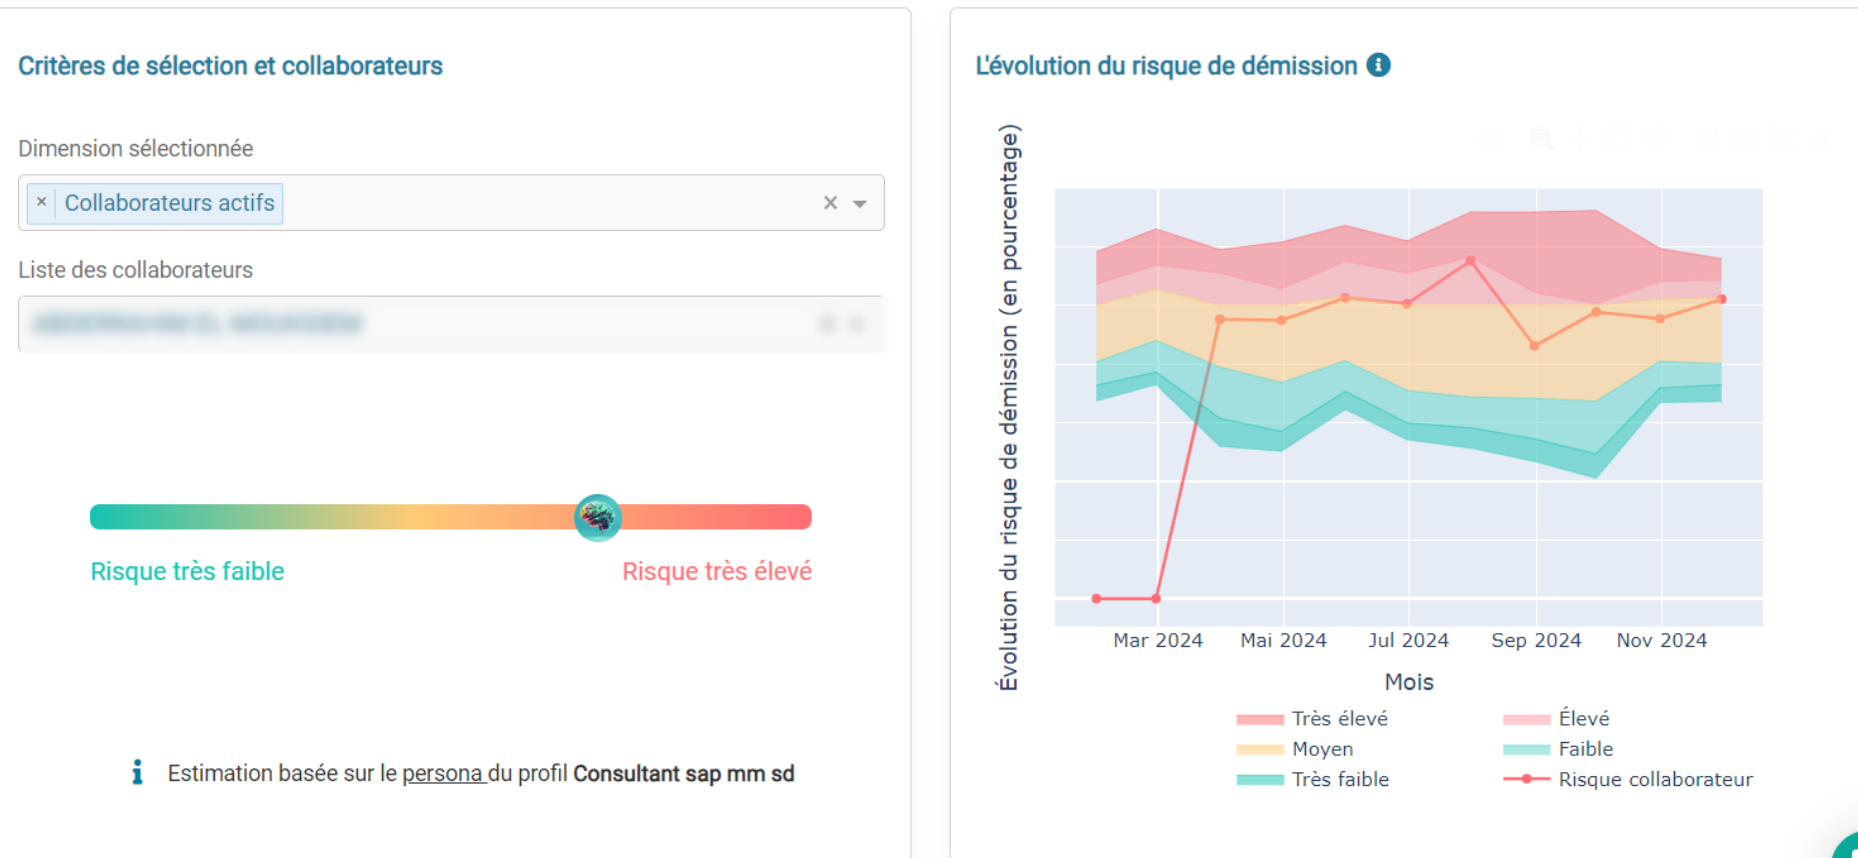 Critères de sélection et collaborateurs
Dimension sélectionnée
× Collaborateurs actifs ×
Liste des collaborateurs
Risque très faible
Risque très élevé
Estimation basée sur le persona du profil Consultant sap mm sd
L'évolution du risque de démission
Évolution du risque de démission (en pourcentage)
Mar 2024
Mai 2024
Jul 2024
Sep 2024
Nov 2024
Mois
Très élevé
Élevé
Moyen
Faible
Très faible
Risque collaborateur